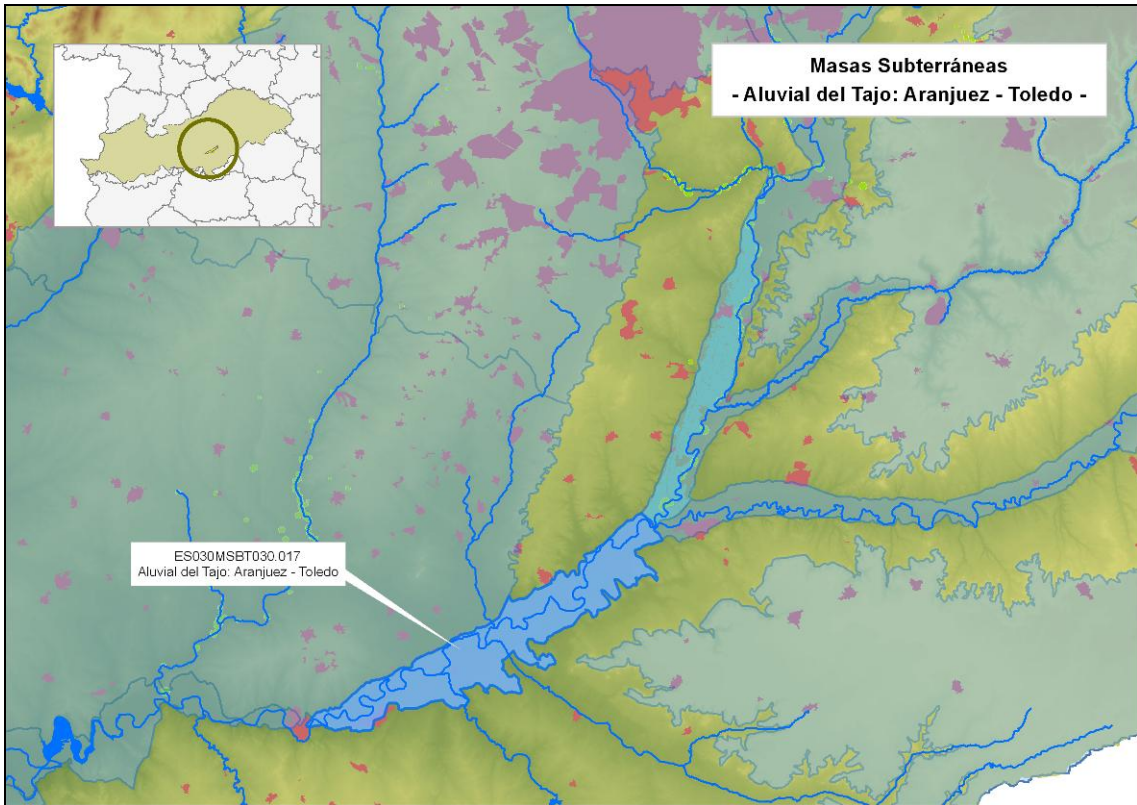 Masas Subterráneas
- Aluvial del Tajo: Aranjuez - Toledo -
ES030MSBT030.017
Aluvial del Tajo: Aranjuez - Toledo